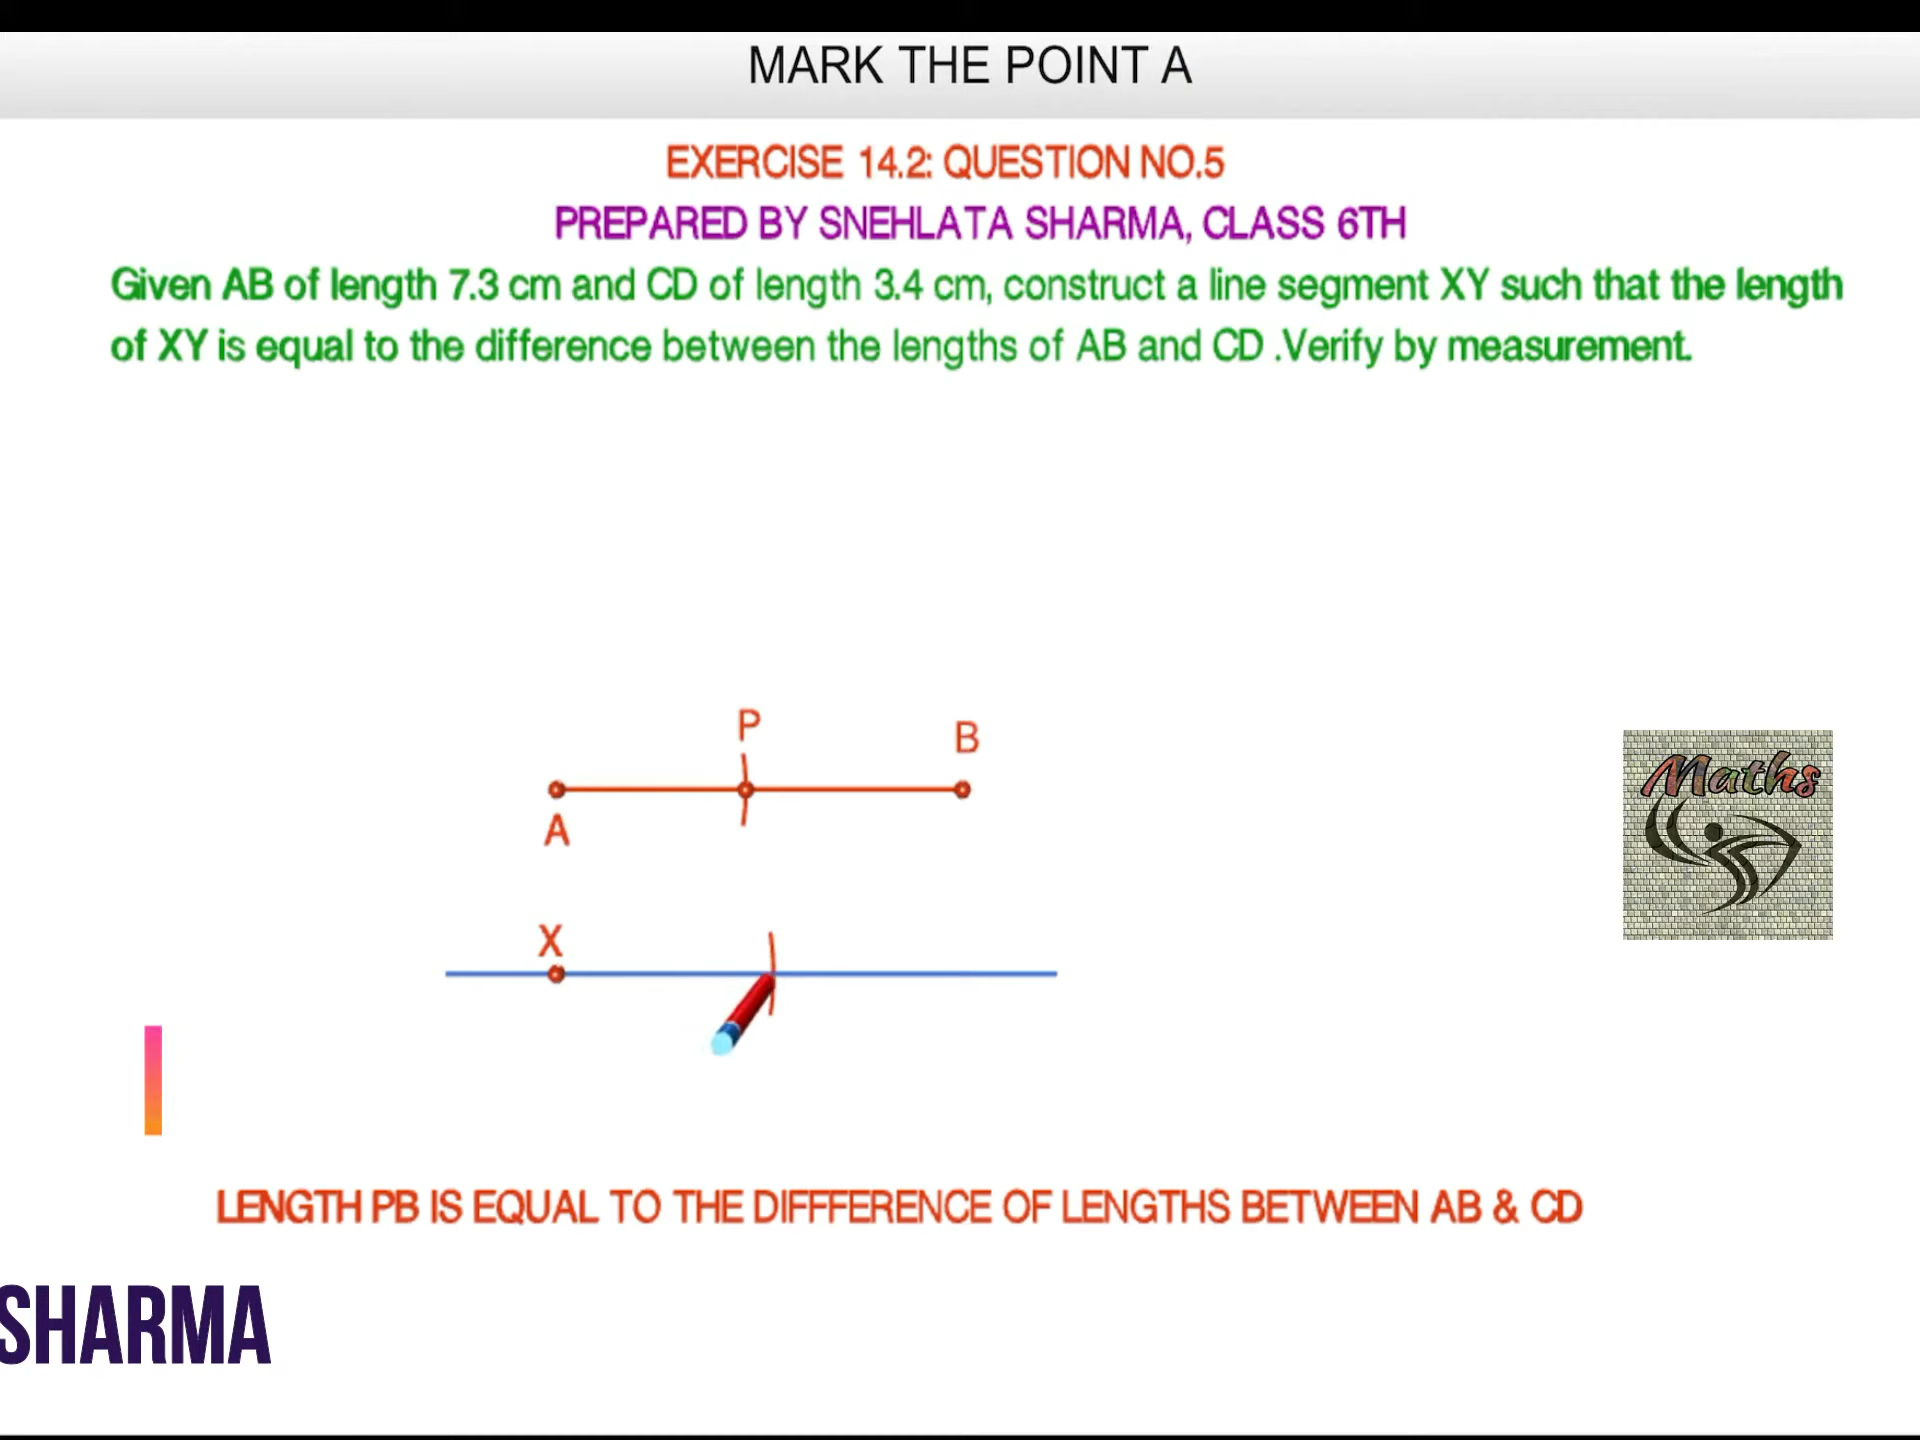 MARK THE POINT A
EXERCISE 14.2: QUESTION NO.5
PREPARED BY SNEHLATA SHARMA, CLASS 6TH
Given AB of length 7.3 cm and CD of length 3.4 cm, construct a line segment XY such that the length
of XY is equal to the difference between the lengths of AB and CD .Verify by measurement.
P
B
A
Maths
X
LENGTH PB IS EQUAL TO THE DIFFFERENCE OF LENGTHS BETWEEN AB & CD
SHARMA